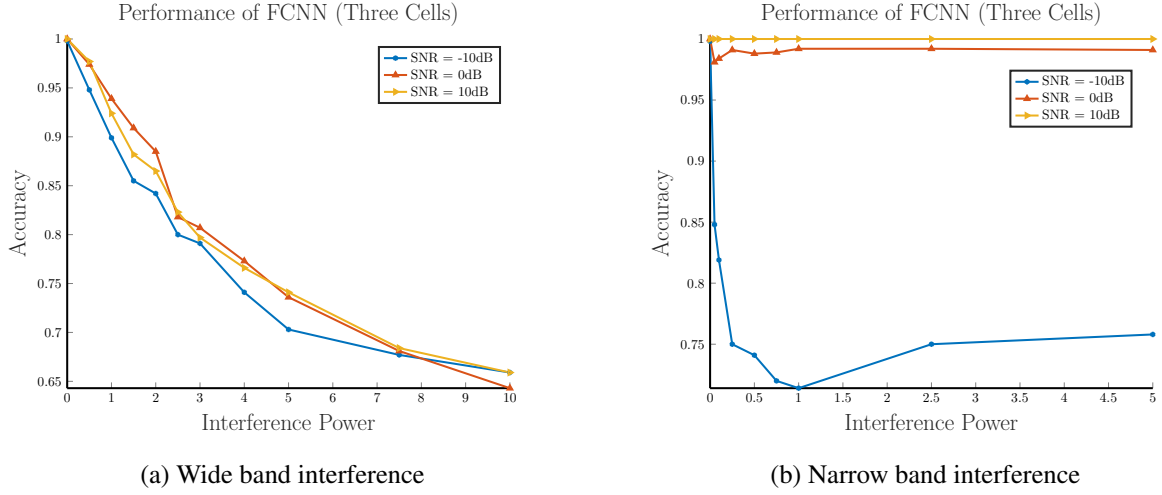 Performance of FCNN (Three Cells)
1
0.95
0.9
0.85
0.8
0.75
0.7
0.65
Accuracy
SNR = -10dB
SNR = 0dB
SNR = 10dB
0 1 2 3 4 5 6 7 8 9 10
Interference Power
(a) Wide band interference
Performance of FCNN (Three Cells)
1
0.95
0.9
0.85
0.8
0.75
Accuracy
SNR = -10dB
SNR = 0dB
SNR = 10dB
0 0.5 1 1.5 2 2.5 3 3.5 4 4.5 5
Interference Power
(b) Narrow band interference